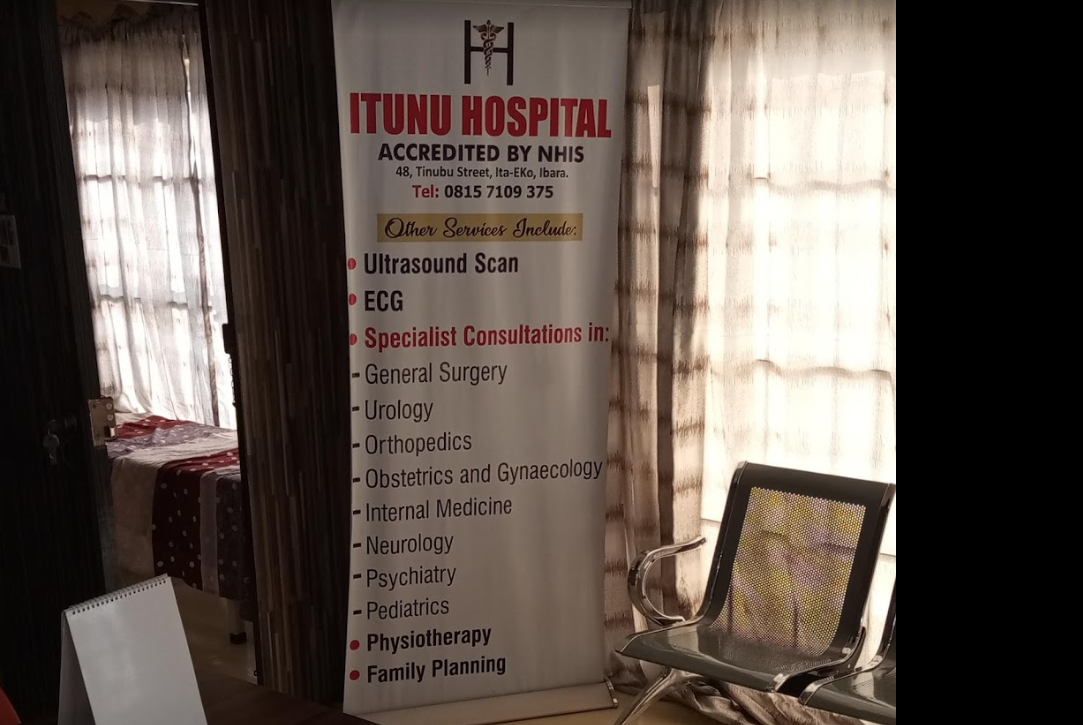 H
ITUNU HOSPITAL
ACCREDITED BY NHIS
48, Tinubu Street, Ita-EKo, Ibara.
Tel: 0815 7109 375
Other Services Include:
• Ultrasound Scan
• ECG
• Specialist Consultations in:
- General Surgery
- Urology
- Orthopedics
- Obstetrics and Gynaecology
- Internal Medicine
- Neurology
- Psychiatry
- Pediatrics
• Physiotherapy
• Family Planning